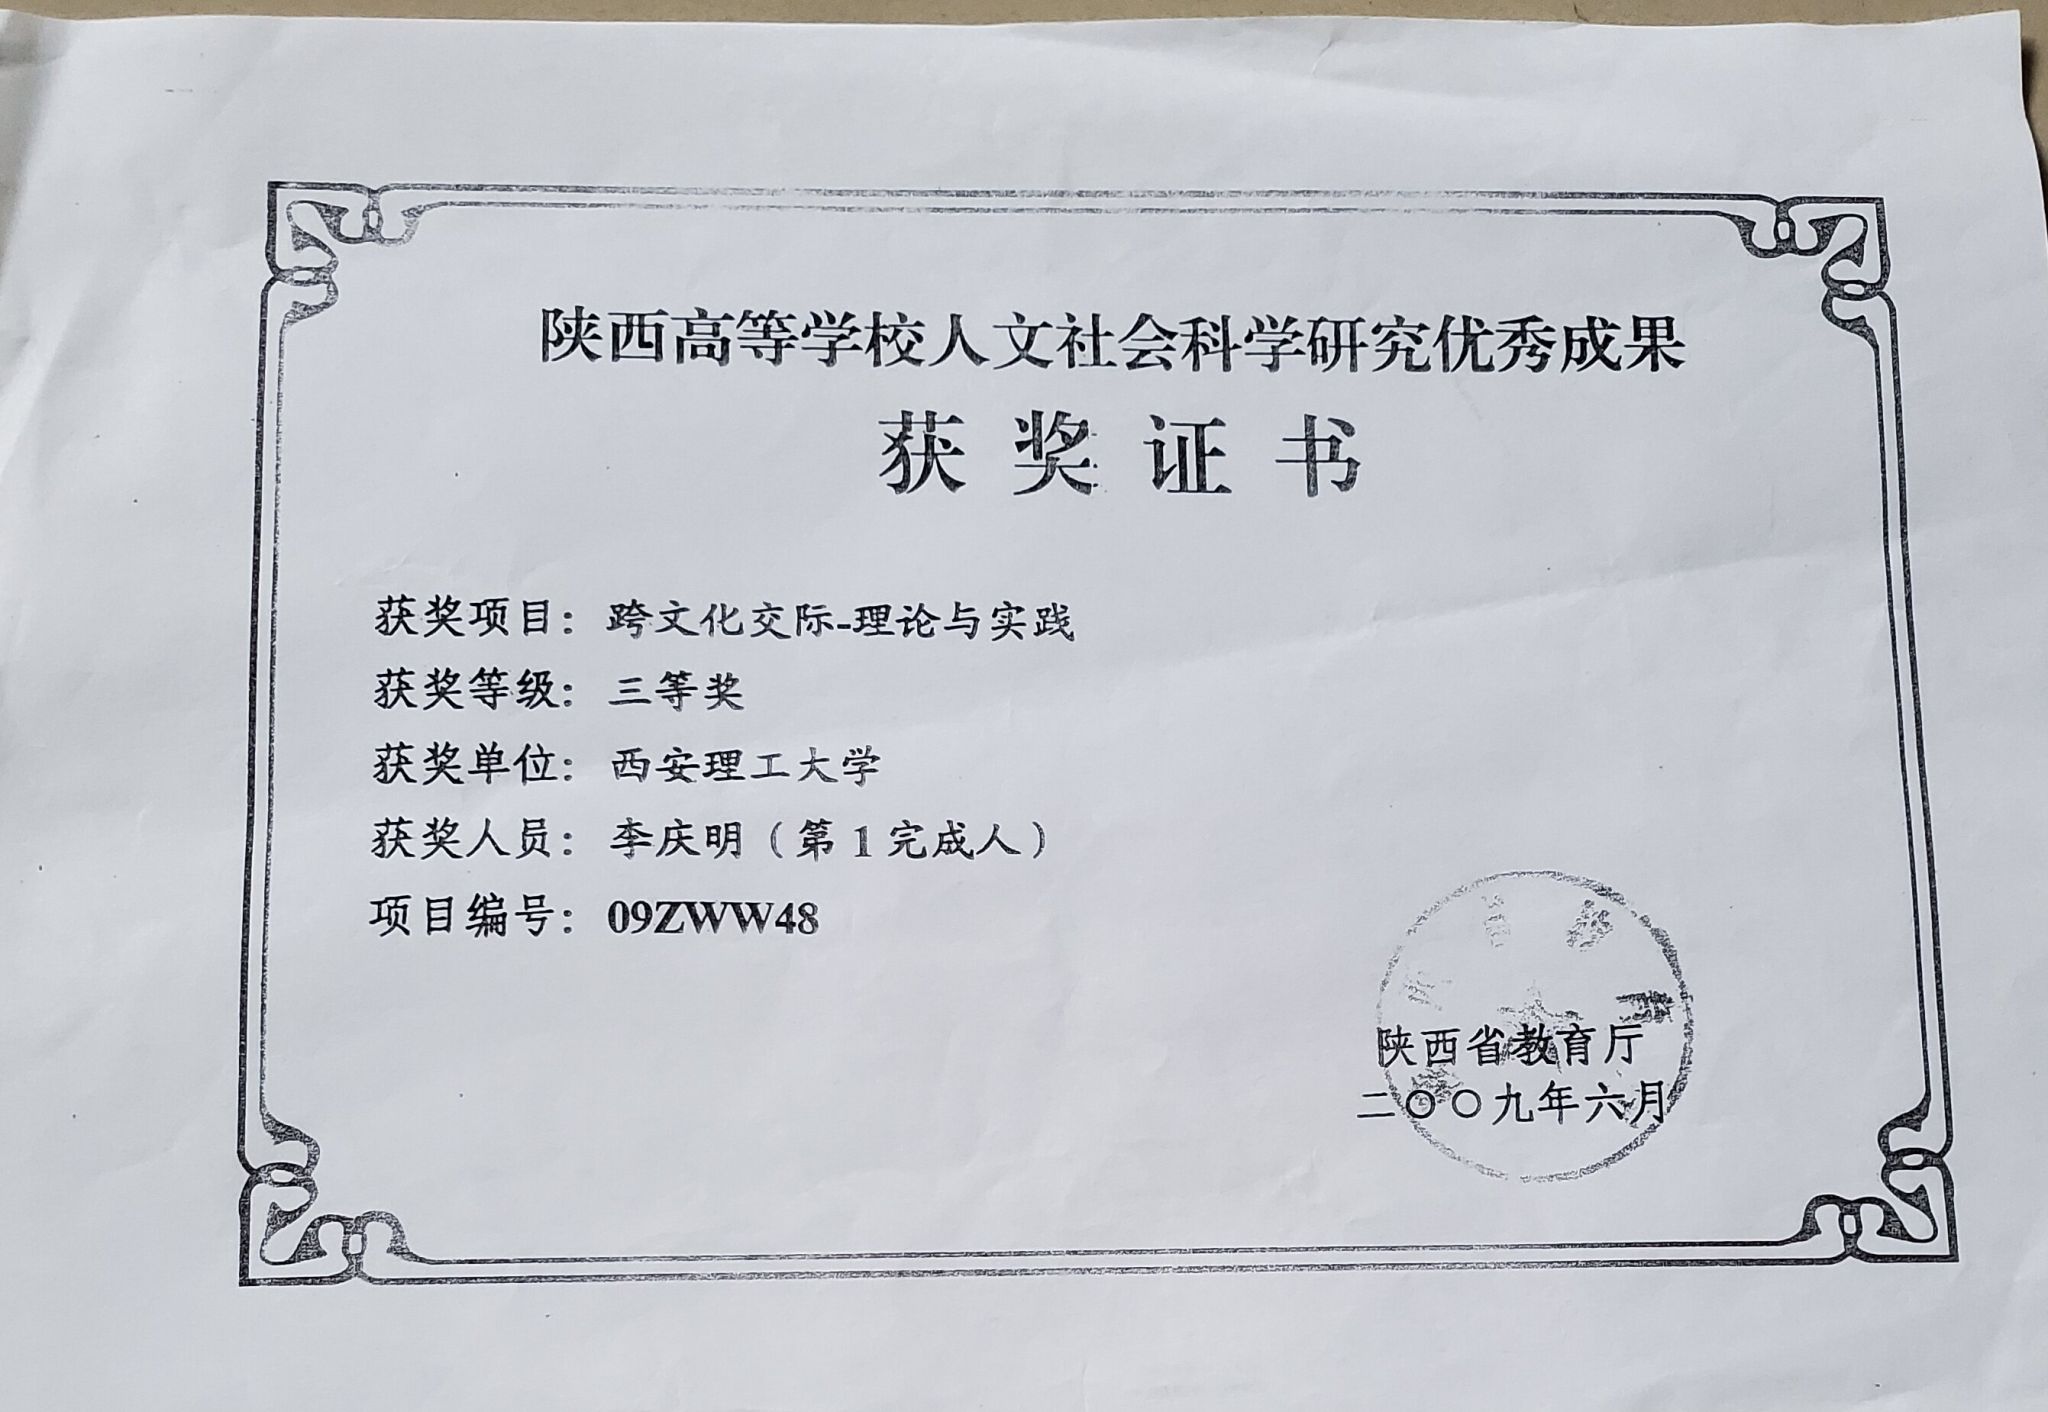 陕西高等学校人文社会科学研究优秀成果
获奖证书
获奖项目：跨文化交际-理论与实践
获奖等级：三等奖
获奖单位：西安理工大学
获奖人员：李庆明（第1完成人）
项目编号：09ZWW48
陕西省教育厅
二〇〇九年六月